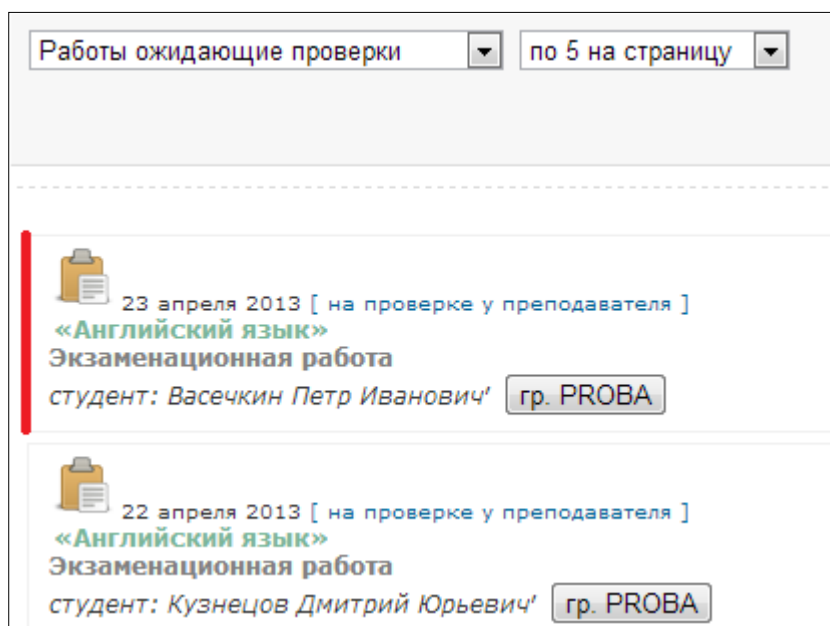 Работы ожидающие проверки по 5 на страницу
23 апреля 2013 [ на проверке у преподавателя ]
«Английский язык»
Экзаменационная работа
студент: Васечкин Петр Иванович' гр. PROBA
22 апреля 2013 [ на проверке у преподавателя ]
«Английский язык»
Экзаменационная работа
студент: Кузнецов Дмитрий Юрьевич' гр. PROBA